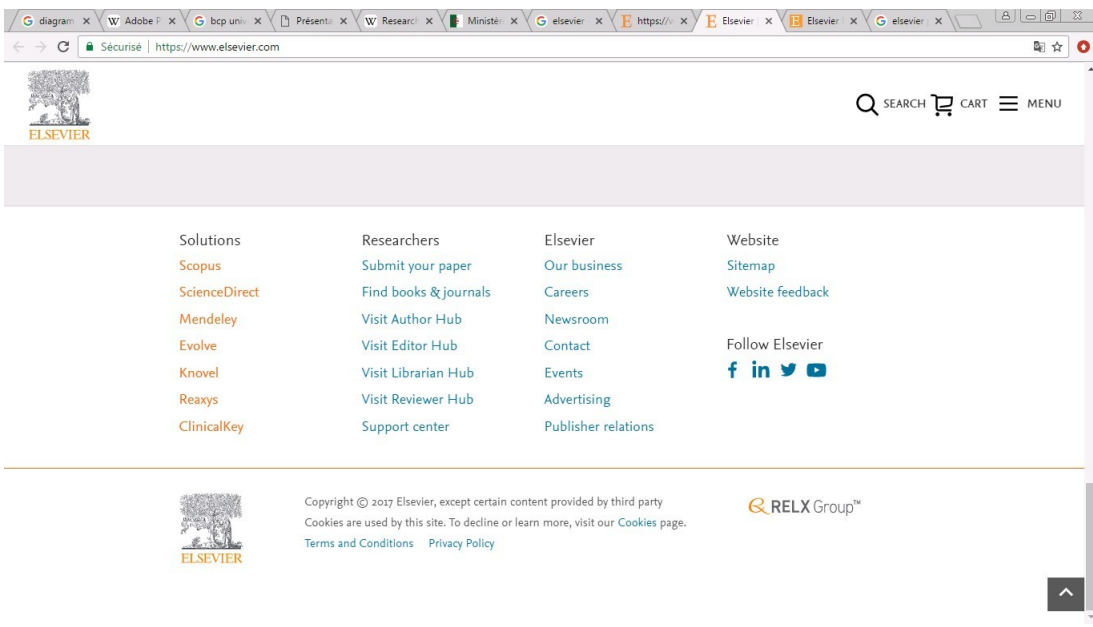 diagram
Adobe P
bcp univ
Présenta
Research
Ministèr
elsevier
https://v
Elsevier
Elsevier
elsevier
Sécurisé | https://www.elsevier.com
ELSEVIER
SEARCH CART MENU
Solutions
Scopus
ScienceDirect
Mendeley
Evolve
Knovel
Reaxys
ClinicalKey
Researchers
Submit your paper
Find books & journals
Visit Author Hub
Visit Editor Hub
Visit Librarian Hub
Visit Reviewer Hub
Support center
Elsevier
Our business
Careers
Newsroom
Contact
Events
Advertising
Publisher relations
Website
Sitemap
Website feedback
Follow Elsevier
ELSEVIER
Copyright © 2017 Elsevier, except certain content provided by third party
Cookies are used by this site. To decline or learn more, visit our Cookies page.
Terms and Conditions Privacy Policy
RELX Group™